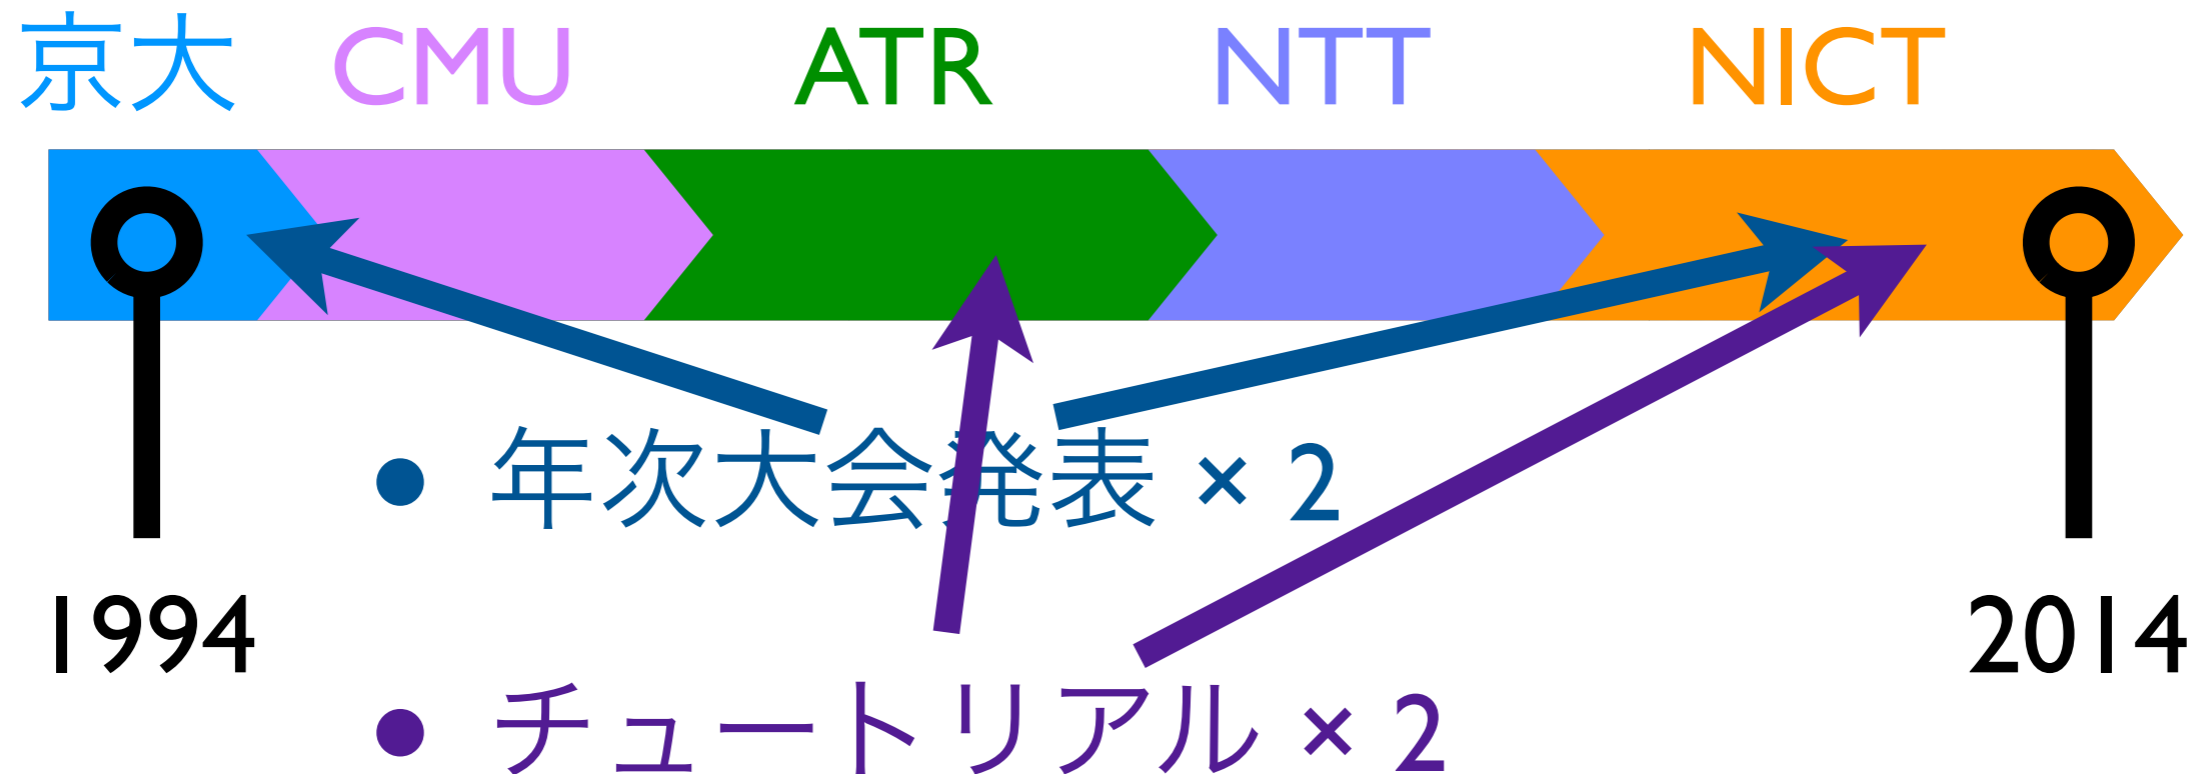 京大 CMU ATR NTT NICT
• 年次大会発表 × 2
1994 2014
• チュートリアル × 2